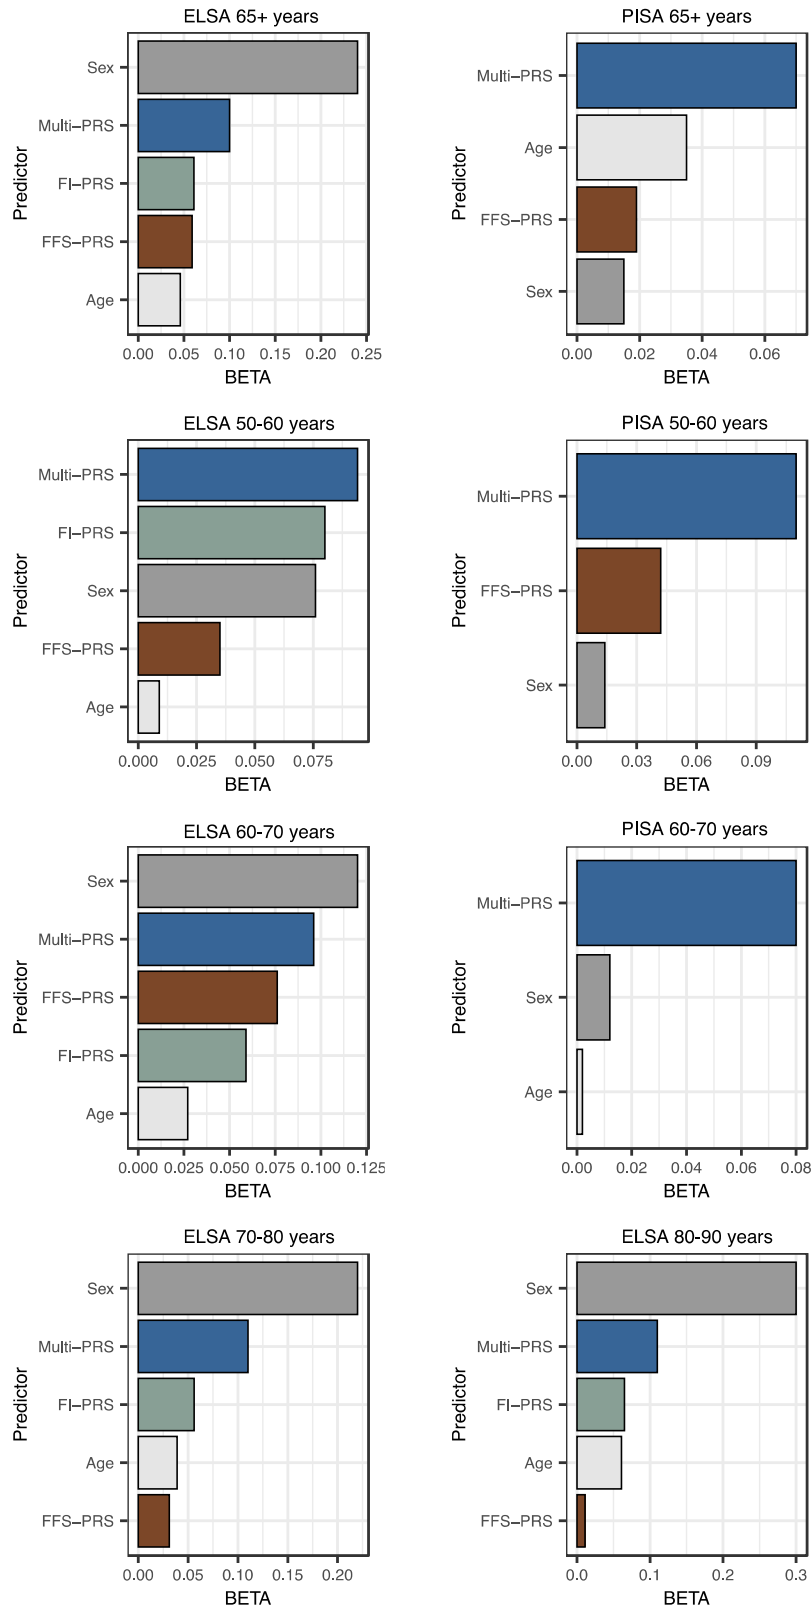 ELSA 65+ years
Predictor
Sex
Multi−PRS
FI−PRS
FFS−PRS
Age
0.00 0.05 0.10 0.15 0.20 0.25
BETA
PISA 65+ years
Predictor
Multi−PRS
Age
FFS−PRS
Sex
0.00 0.02 0.04 0.06
BETA
ELSA 50-60 years
Predictor
Multi−PRS
FI−PRS
Sex
FFS−PRS
Age
0.000 0.025 0.050 0.075
BETA
PISA 50-60 years
Predictor
Multi−PRS
FFS−PRS
Sex
0.00 0.03 0.06 0.09
BETA
ELSA 60-70 years
Predictor
Sex
Multi−PRS
FFS−PRS
FI−PRS
Age
0.000 0.025 0.050 0.075 0.100 0.125
BETA
PISA 60-70 years
Predictor
Multi−PRS
Sex
Age
0.00 0.02 0.04 0.06 0.08
BETA
ELSA 70-80 years
Predictor
Sex
Multi−PRS
FI−PRS
Age
FFS−PRS
0.00 0.05 0.10 0.15 0.20
BETA
ELSA 80-90 years
Predictor
Sex
Multi−PRS
FI−PRS
Age
FFS−PRS
0.0 0.1 0.2 0.3
BETA